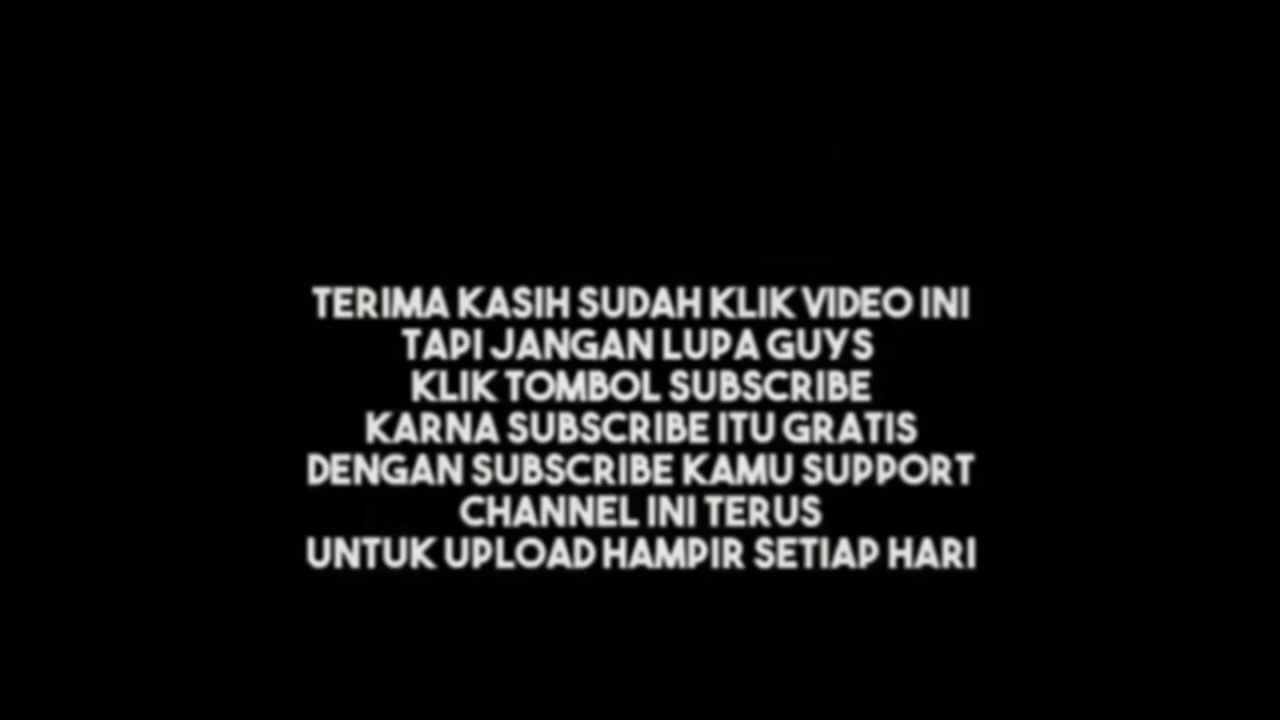 TERIMA KASIH SUDAH KLIK VIDEO INI
TAPI JANGAN LUPA GUYS
KLIK TOMBOL SUBSCRIBE
KARNA SUBSCRIBE ITU GRATIS
DENGAN SUBSCRIBE KAMU SUPPORT
CHANNEL INI TERUS
UNTUK UPLOAD HAMPIR SETIAP HARI